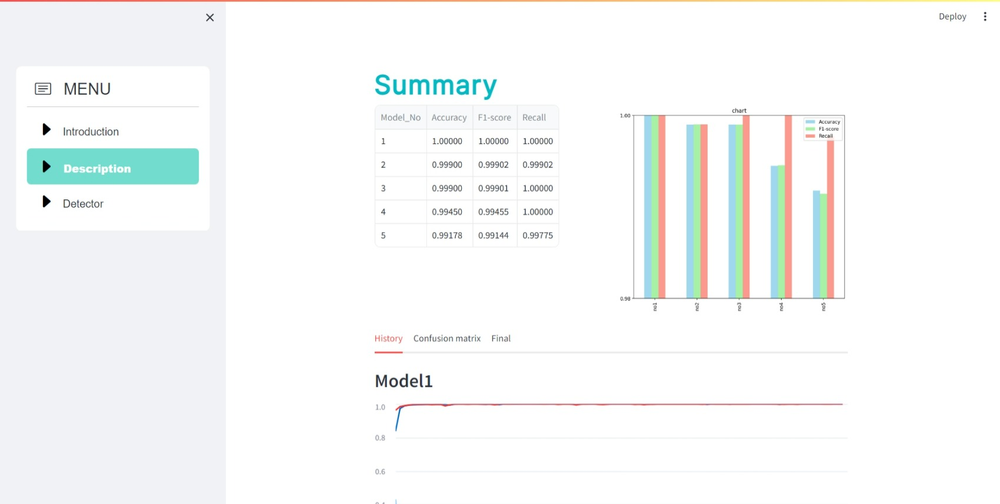 Deploy
MENU
Introduction
Description
Detector
Summary
Model_No Accuracy F1-score Recall
1 1.00000 1.00000 1.00000
2 0.99900 0.99902 0.99902
3 0.99900 0.99901 1.00000
4 0.99450 0.99455 1.00000
5 0.99178 0.99144 0.99775
chart
1.00
Accuracy
F1-score
Recall
0.98
no1 no2 no3 no4 no5
History Confusion matrix Final
Model1
1.0
0.8
0.6